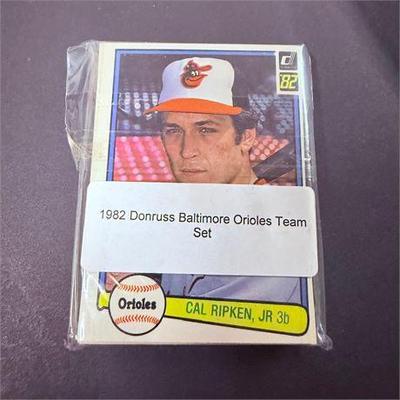 '82
1982 Donruss Baltimore Orioles Team
Set
Orioles
CAL RIPKEN, JR 3b